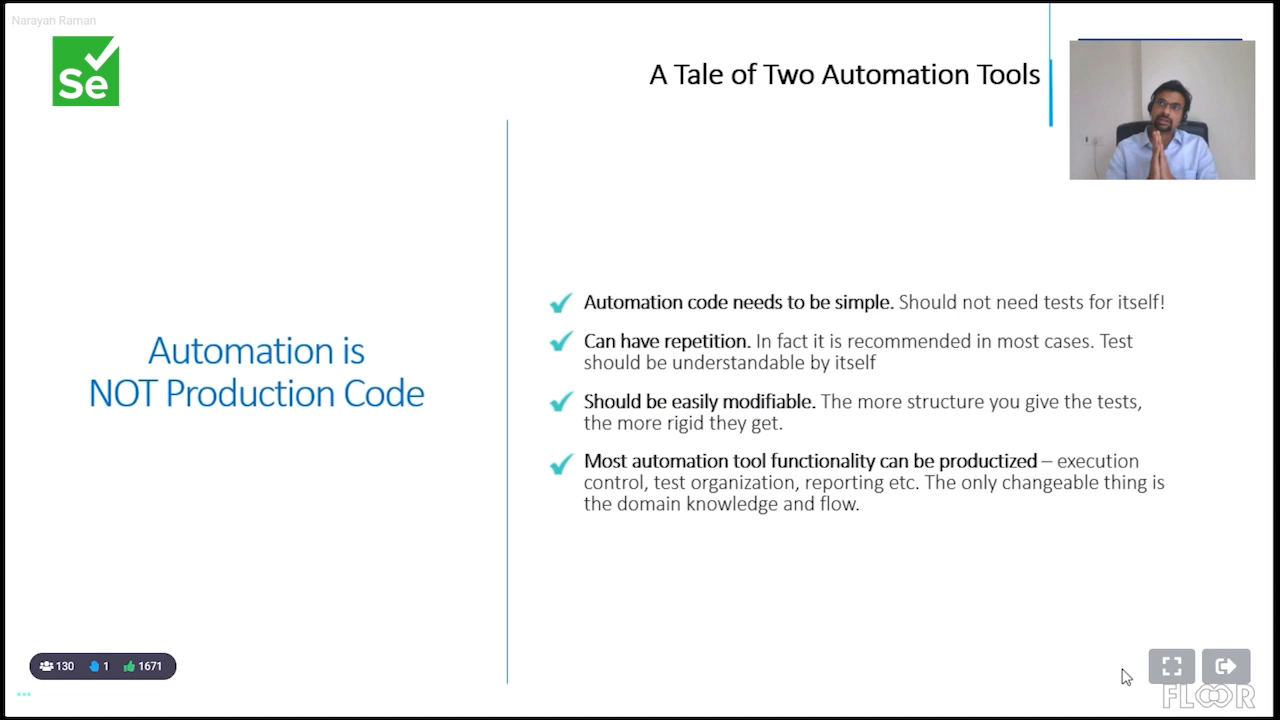 Narayan Raman
Se
A Tale of Two Automation Tools
Automation is
NOT Production Code
Automation code needs to be simple. Should not need tests for itself!
Can have repetition. In fact it is recommended in most cases. Test
should be understandable by itself
Should be easily modifiable. The more structure you give the tests,
the more rigid they get.
Most automation tool functionality can be productized – execution
control, test organization, reporting etc. The only changeable thing is
the domain knowledge and flow.
130 1 1671
FLOOR